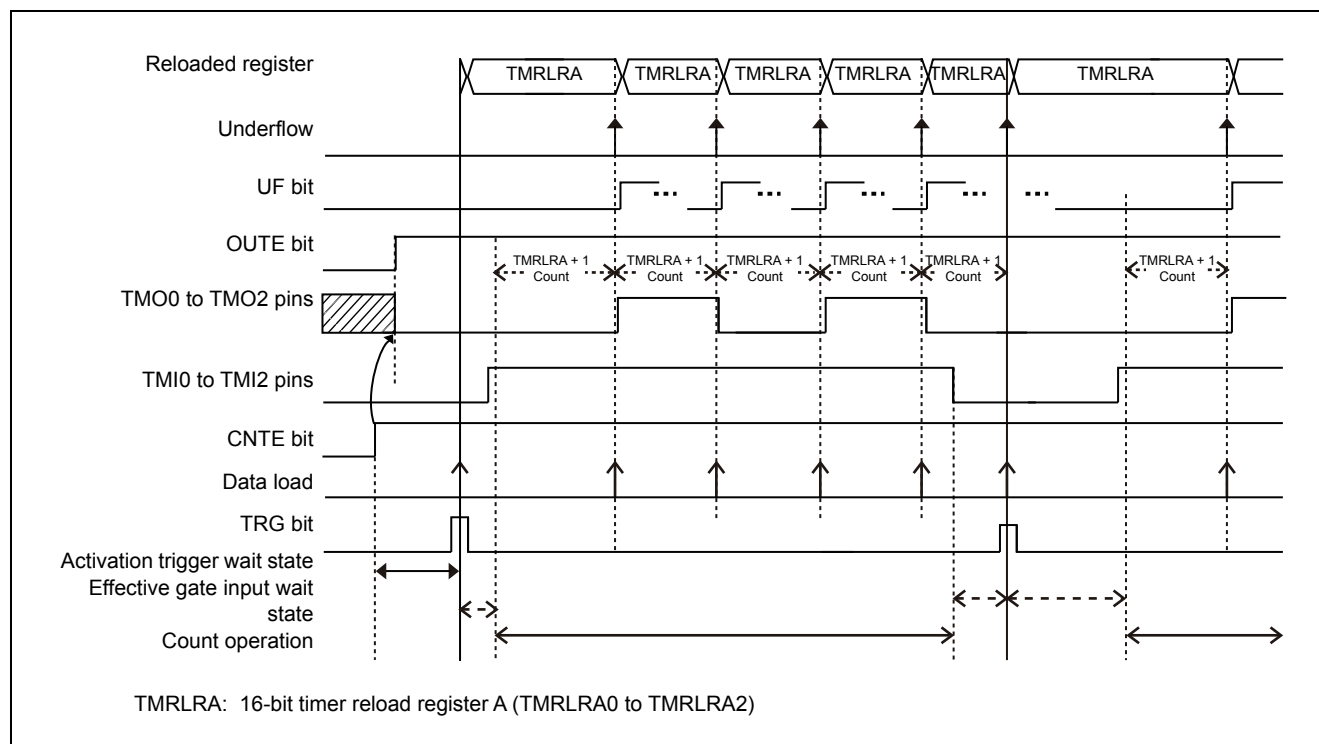 Reloaded register
TMRLRA TMRLRA TMRLRA TMRLRA TMRLRA TMRLRA
Underflow
UF bit
... ... ... ... ...
OUTE bit
TMRLRA + 1 TMRLRA + 1 TMRLRA + 1 TMRLRA + 1 TMRLRA + 1 TMRLRA + 1
Count Count Count Count Count Count
TMO0 to TMO2 pins
TMI0 to TMI2 pins
CNTE bit
Data load
TRG bit
Activation trigger wait state
Effective gate input wait
state
Count operation
TMRLRA: 16-bit timer reload register A (TMRLRA0 to TMRLRA2)